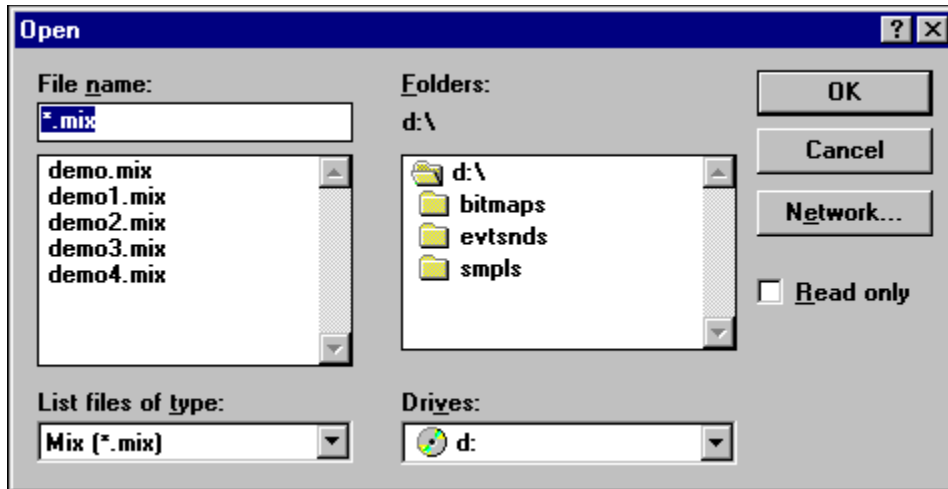 Open
File name:
*.mix
demo.mix
demo1.mix
demo2.mix
demo3.mix
demo4.mix
List files of type:
Mix (*.mix)
Folders:
d:\
d:\
bitmaps
evtsnds
smpls
Drives:
d:
OK
Cancel
Network...
Read only